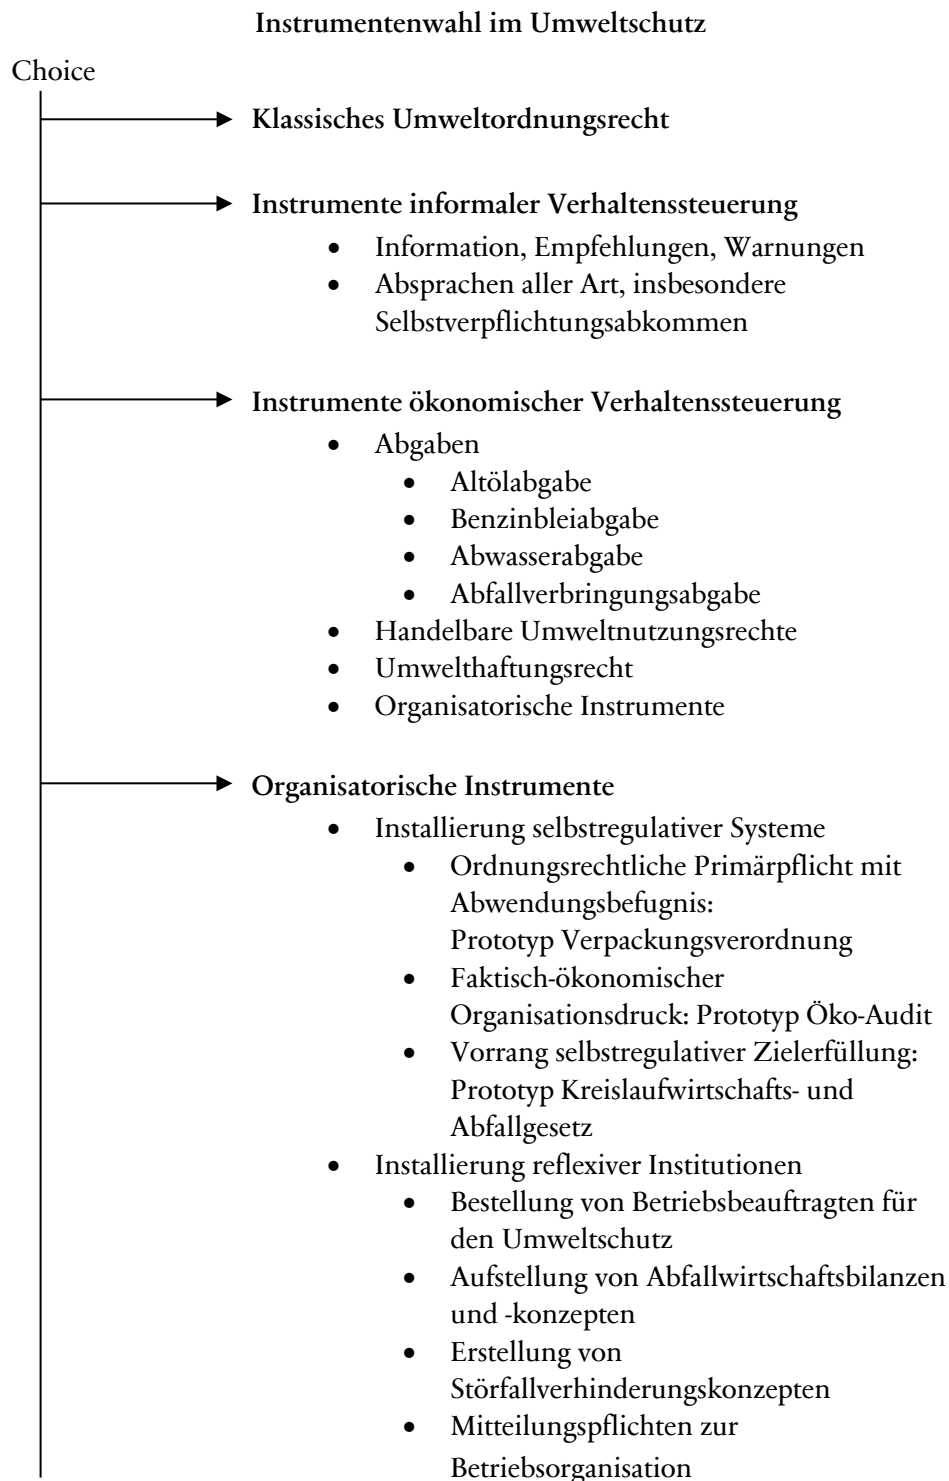 Instrumentenwahl im Umweltschutz
Choice
Klassisches Umweltordnungsrecht
Instrumente informaler Verhaltenssteuerung
• Information, Empfehlungen, Warnungen
• Absprachen aller Art, insbesondere
Selbstverpflichtungsabkommen
Instrumente ökonomischer Verhaltenssteuerung
• Abgaben
• Altölabgabe
• Benzinbleiabgabe
• Abwasserabgabe
• Abfallverbringungsabgabe
• Handelbare Umweltnutzungsrechte
• Umwelthaftungsrecht
• Organisatorische Instrumente
Organisatorische Instrumente
• Installierung selbstregulativer Systeme
• Ordnungsrechtliche Primärpflicht mit
Abwendungsbefugnis:
Prototyp Verpackungsverordnung
• Faktisch-ökonomischer
Organisationsdruck: Prototyp Öko-Audit
• Vorrang selbstregulativer Zielerfüllung:
Prototyp Kreislaufwirtschafts- und
Abfallgesetz
• Installierung reflexiver Institutionen
• Bestellung von Betriebsbeauftragten für
den Umweltschutz
• Aufstellung von Abfallwirtschaftsbilanzen
und -konzepten
• Erstellung von
Störfallverhinderungskonzepten
• Mitteilungspflichten zur
Betriebsorganisation